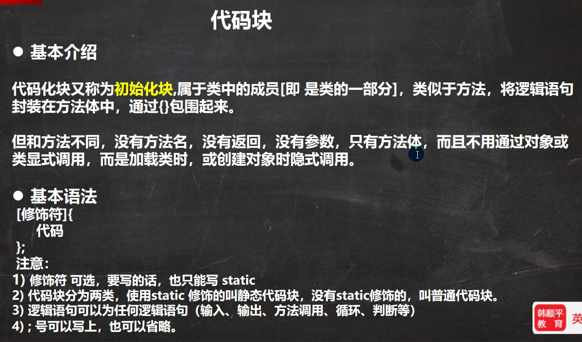 代码块
● 基本介绍
代码化块又称为初始化块,属于类中的成员[即 是类的一部分]，类似于方法，将逻辑语句
封装在方法体中，通过{}包围起来。
但和方法不同，没有方法名，没有返回，没有参数，只有方法体，而且不用通过对象或
类显式调用，而是加载类时，或创建对象时隐式调用。
● 基本语法
[修饰符]{
代码
};
注意：
1) 修饰符 可选，要写的话，也只能写 static
2) 代码块分为两类，使用static 修饰的叫静态代码块，没有static修饰的，叫普通代码块。
3) 逻辑语句可以为任何逻辑语句（输入、输出、方法调用、循环、判断等）
4) ; 号可以写上，也可以省略。
韩顺平
教育
英